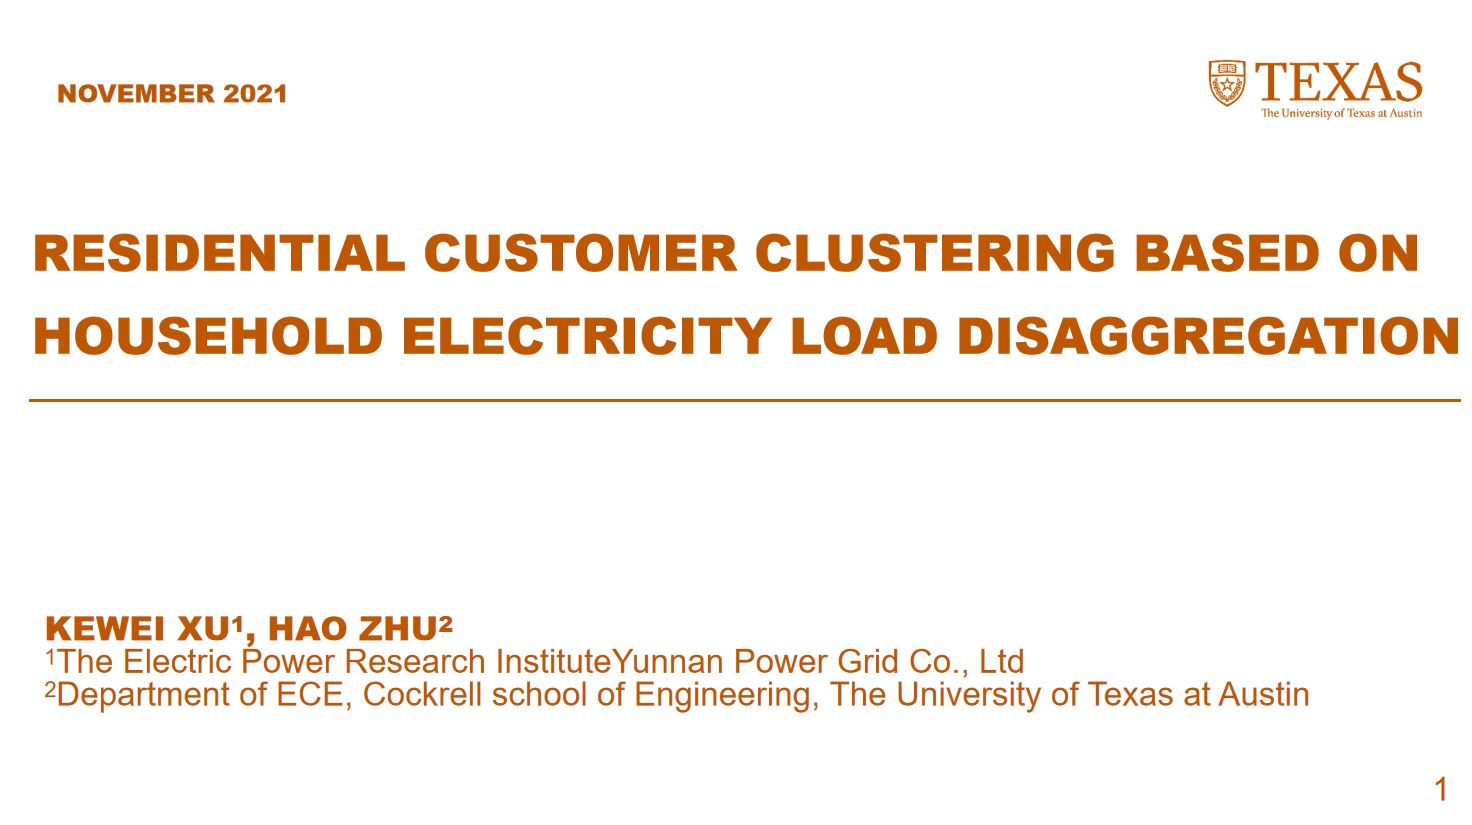 NOVEMBER 2021
TEXAS
The University of Texas at Austin
RESIDENTIAL CUSTOMER CLUSTERING BASED ON
HOUSEHOLD ELECTRICITY LOAD DISAGGREGATION
KEWEI XU¹, HAO ZHU²
¹The Electric Power Research InstituteYunnan Power Grid Co., Ltd
²Department of ECE, Cockrell school of Engineering, The University of Texas at Austin
1